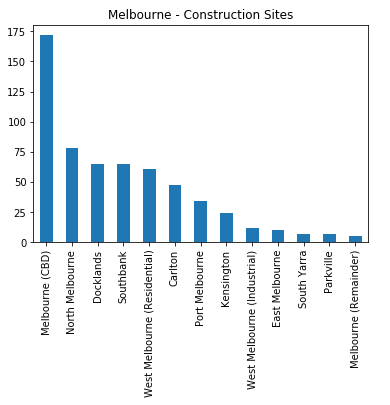 Melbourne - Construction Sites
175
150
125
100
75
50
25
0
Melbourne (CBD)
North Melbourne
Docklands
Southbank
West Melbourne (Residential)
Carlton
Port Melbourne
Kensington
West Melbourne (Industrial)
East Melbourne
South Yarra
Parkville
Melbourne (Remainder)